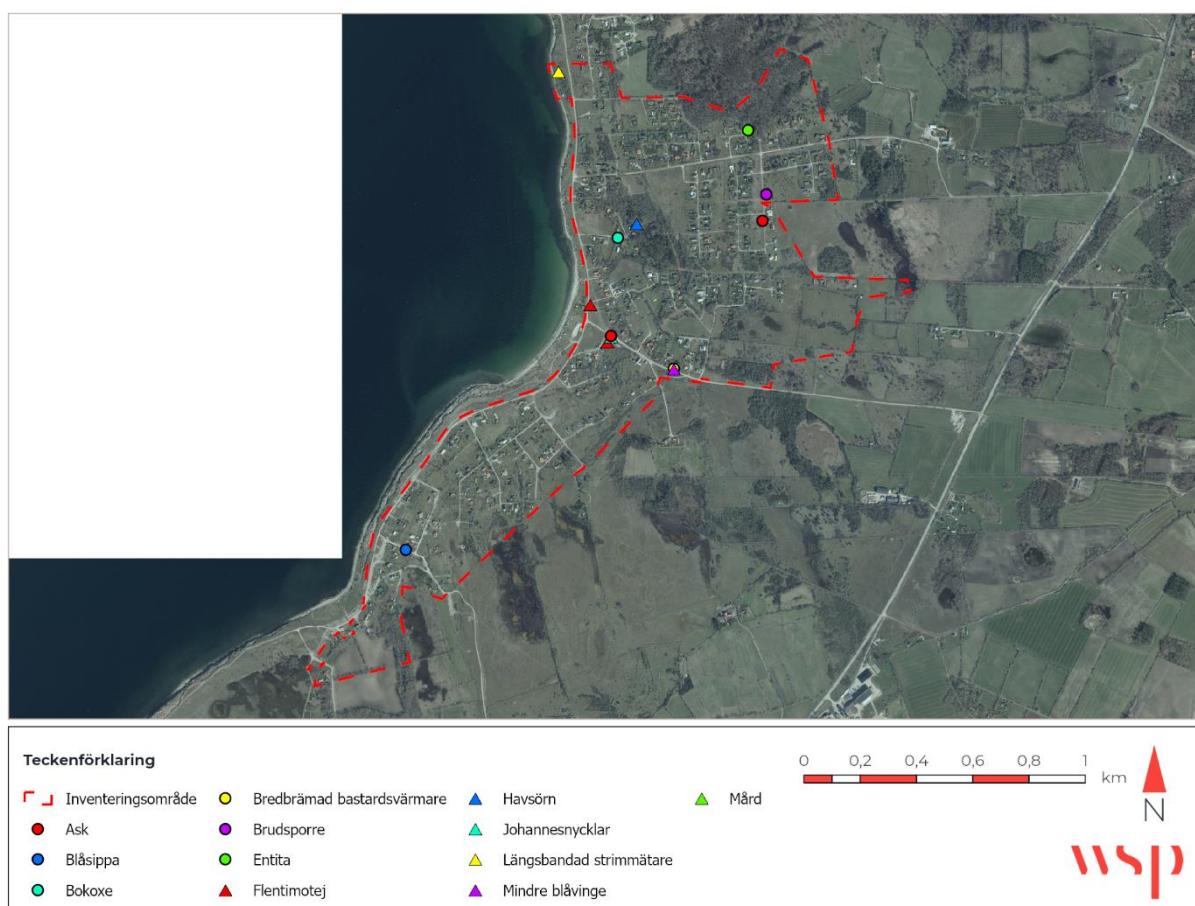 Teckenförklaring
Inventeringsområde
Ask
Blåsippa
Bokoxe
Bredbrämad bastardsvärmare
Brudsporre
Entita
Flentimotej
Havsörn
Johannesnycklar
Längsbandad strimmätare
Mindre blåvinge
Mård
0 0,2 0,4 0,6 0,8 1
km
N
wsp